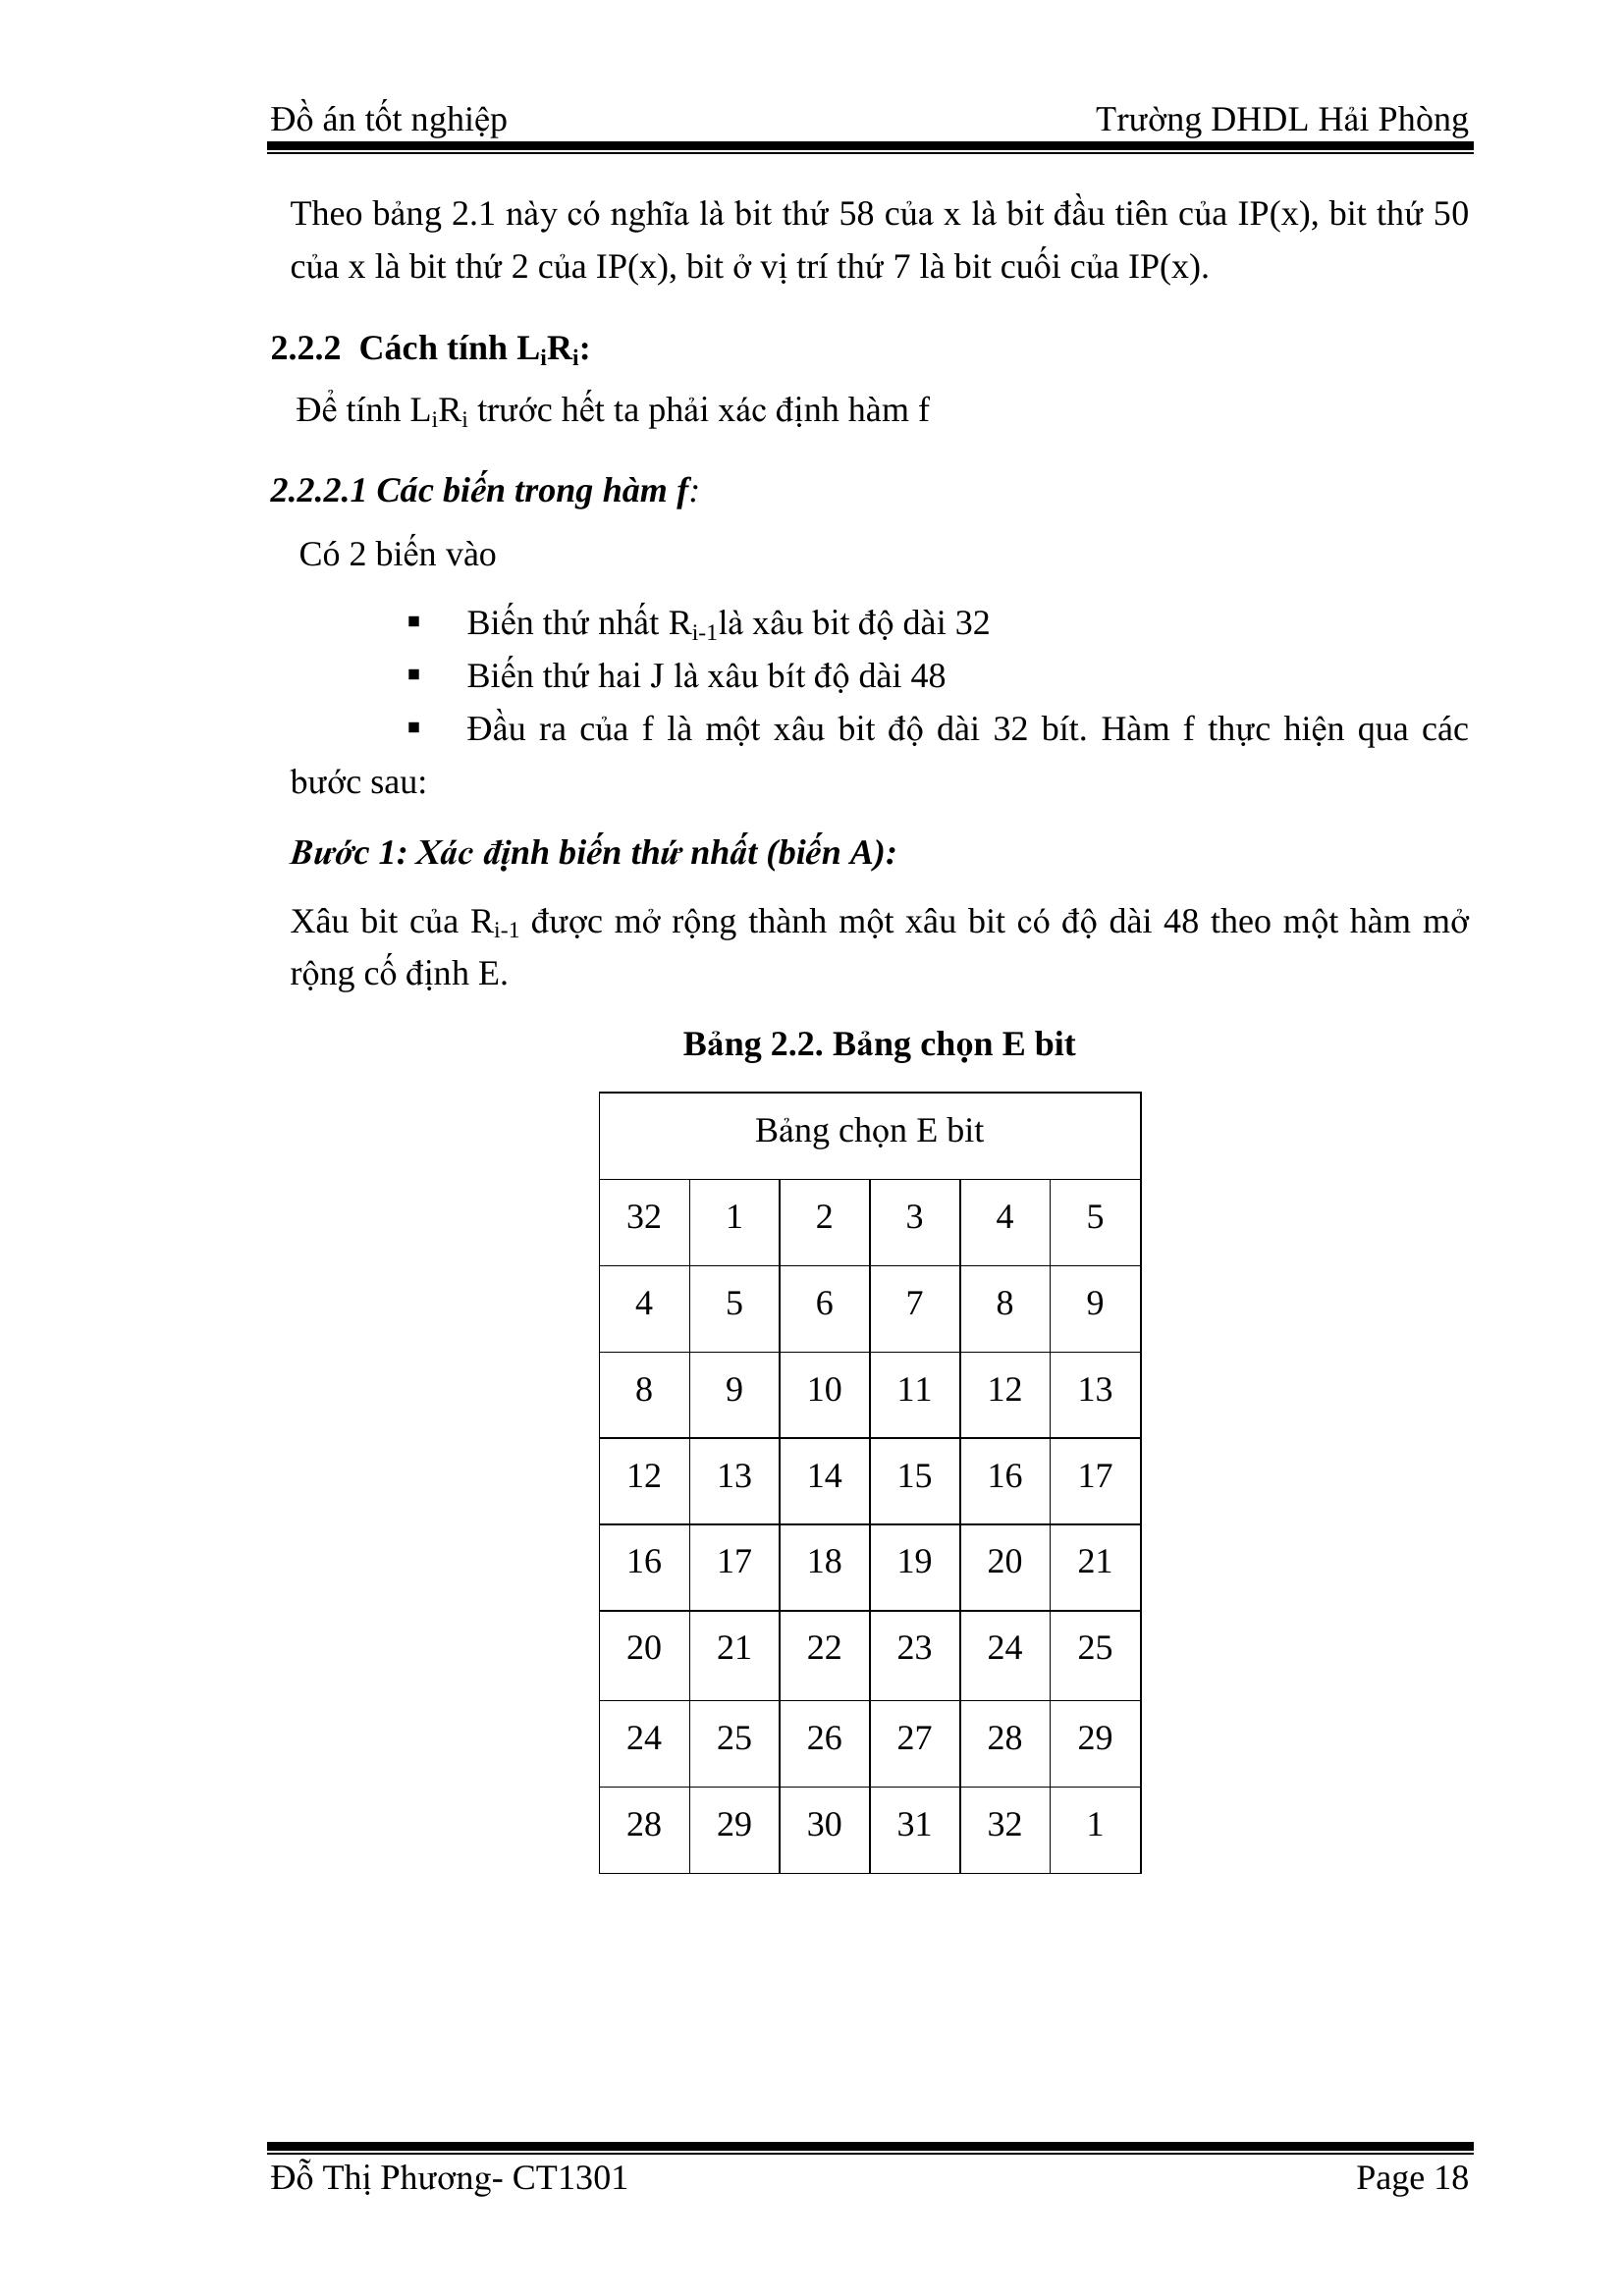 Đồ án tốt nghiệp Trường DHDL Hải Phòng
Theo bảng 2.1 này có nghĩa là bit thứ 58 của x là bit đầu tiên của IP(x), bit thứ 50
của x là bit thứ 2 của IP(x), bit ở vị trí thứ 7 là bit cuối của IP(x).
2.2.2 Cách tính LiRi:
Để tính LiRi trước hết ta phải xác định hàm f
2.2.2.1 Các biến trong hàm f:
Có 2 biến vào
▪ Biến thứ nhất Ri-1là xâu bit độ dài 32
▪ Biến thứ hai J là xâu bít độ dài 48
▪ Đầu ra của f là một xâu bit độ dài 32 bít. Hàm f thực hiện qua các
bước sau:
Bước 1: Xác định biến thứ nhất (biến A):
Xâu bit của Ri-1 được mở rộng thành một xâu bit có độ dài 48 theo một hàm mở
rộng cố định E.
Bảng 2.2. Bảng chọn E bit
Bảng chọn E bit
32 1 2 3 4 5
4 5 6 7 8 9
8 9 10 11 12 13
12 13 14 15 16 17
16 17 18 19 20 21
20 21 22 23 24 25
24 25 26 27 28 29
28 29 30 31 32 1
Đỗ Thị Phương- CT1301 Page 18